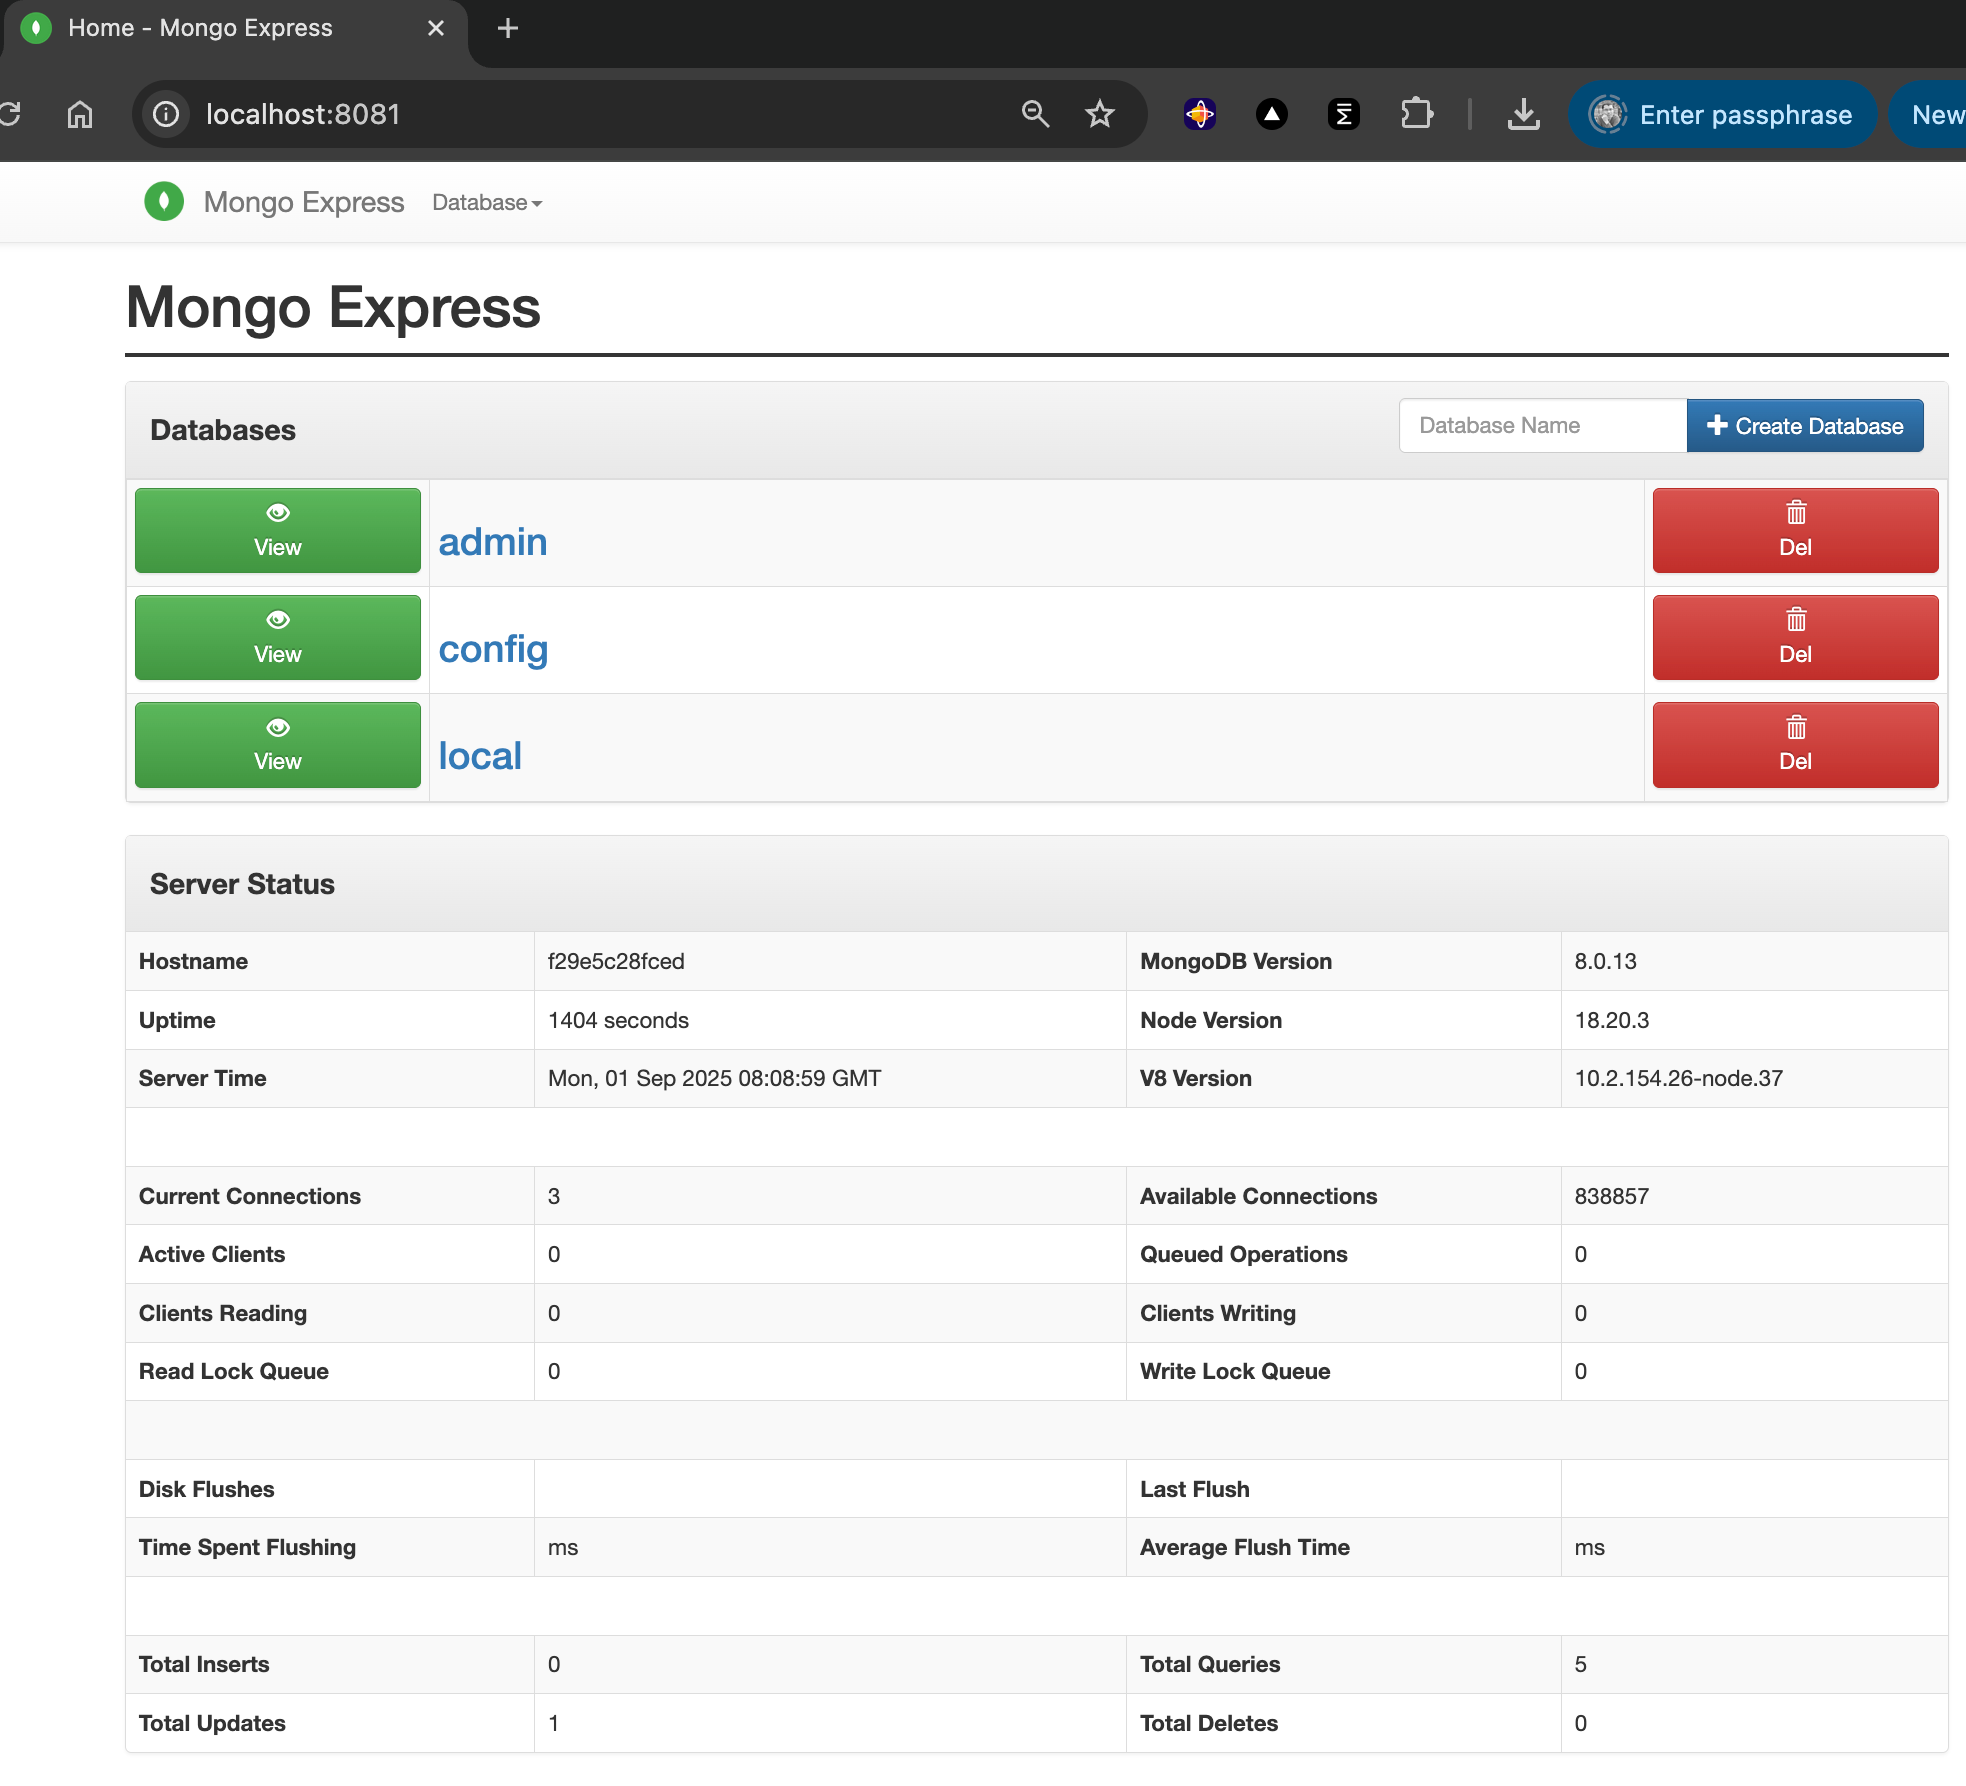 Home - Mongo Express
localhost:8081
Enter passphrase
New
Mongo Express
Database
Mongo Express
Databases
Database Name
Create Database
View
admin
Del
View
config
Del
View
local
Del
Server Status
Hostname f29e5c28fced MongoDB Version 8.0.13
Uptime 1404 seconds Node Version 18.20.3
Server Time Mon, 01 Sep 2025 08:08:59 GMT V8 Version 10.2.154.26-node.37
Current Connections 3 Available Connections 838857
Active Clients 0 Queued Operations 0
Clients Reading 0 Clients Writing 0
Read Lock Queue 0 Write Lock Queue 0
Disk Flushes Last Flush
Time Spent Flushing ms Average Flush Time ms
Total Inserts 0 Total Queries 5
Total Updates 1 Total Deletes 0